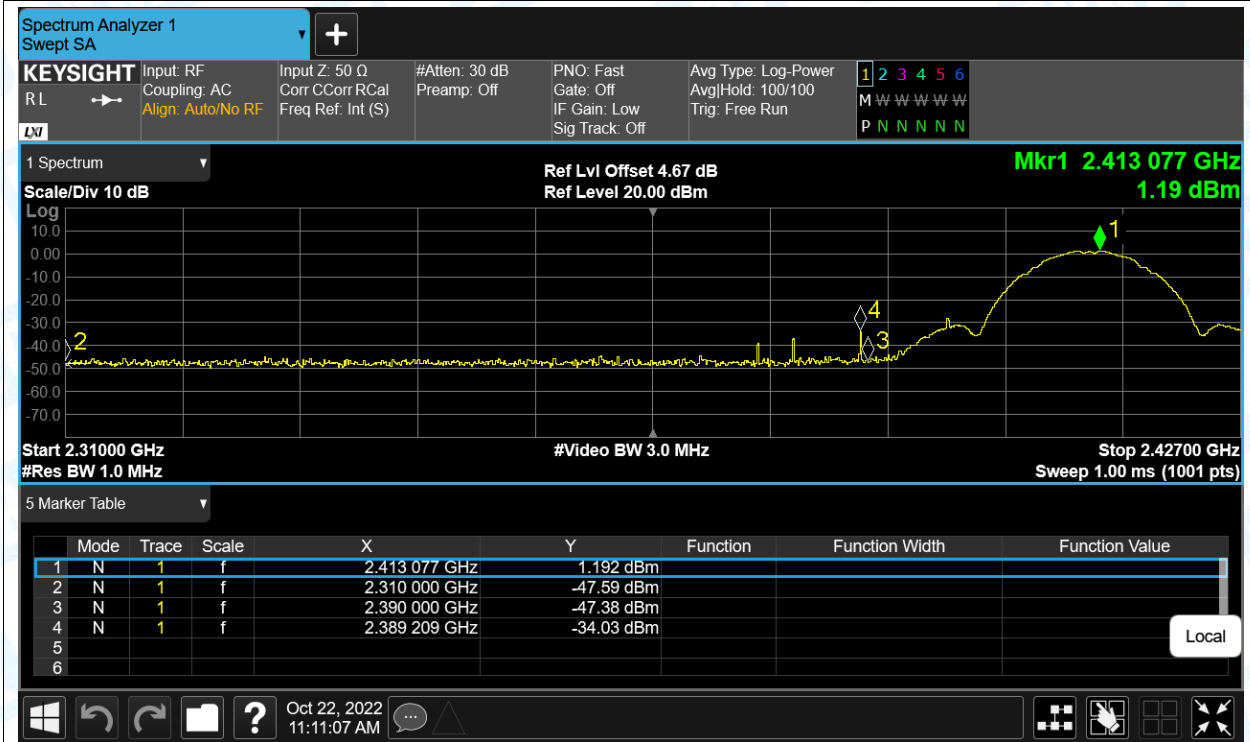 Spectrum Analyzer 1
Swept SA
+
KEYSIGHT
R L
LXI
Input: RF
Coupling: AC
Align: Auto/No RF
Input Z: 50 Ω
Corr CCorr RCal
Freq Ref: Int (S)
#Atten: 30 dB
Preamp: Off
PNO: Fast
Gate: Off
IF Gain: Low
Sig Track: Off
Avg Type: Log-Power
Avg|Hold: 100/100
Trig: Free Run
1 2 3 4 5 6
M W W W W W
P N N N N N N
1 Spectrum
Scale/Div 10 dB
Ref Lvl Offset 4.67 dB
Ref Level 20.00 dBm
Mkr1 2.413 077 GHz
1.19 dBm
Log
10.0
0.00
-10.0
-20.0
-30.0
-40.0
-50.0
-60.0
-70.0
1
2
3
4
Start 2.31000 GHz
#Video BW 3.0 MHz
Stop 2.42700 GHz
#Res BW 1.0 MHz
Sweep 1.00 ms (1001 pts)
5 Marker Table
Mode Trace Scale X Y Function Function Width Function Value
1 N 1 f 2.413 077 GHz 1.192 dBm
2 N 1 f 2.310 000 GHz -47.59 dBm
3 N 1 f 2.390 000 GHz -47.38 dBm
4 N 1 f 2.389 209 GHz -34.03 dBm
5
6
Local
?
Oct 22, 2022
11:11:07 AM